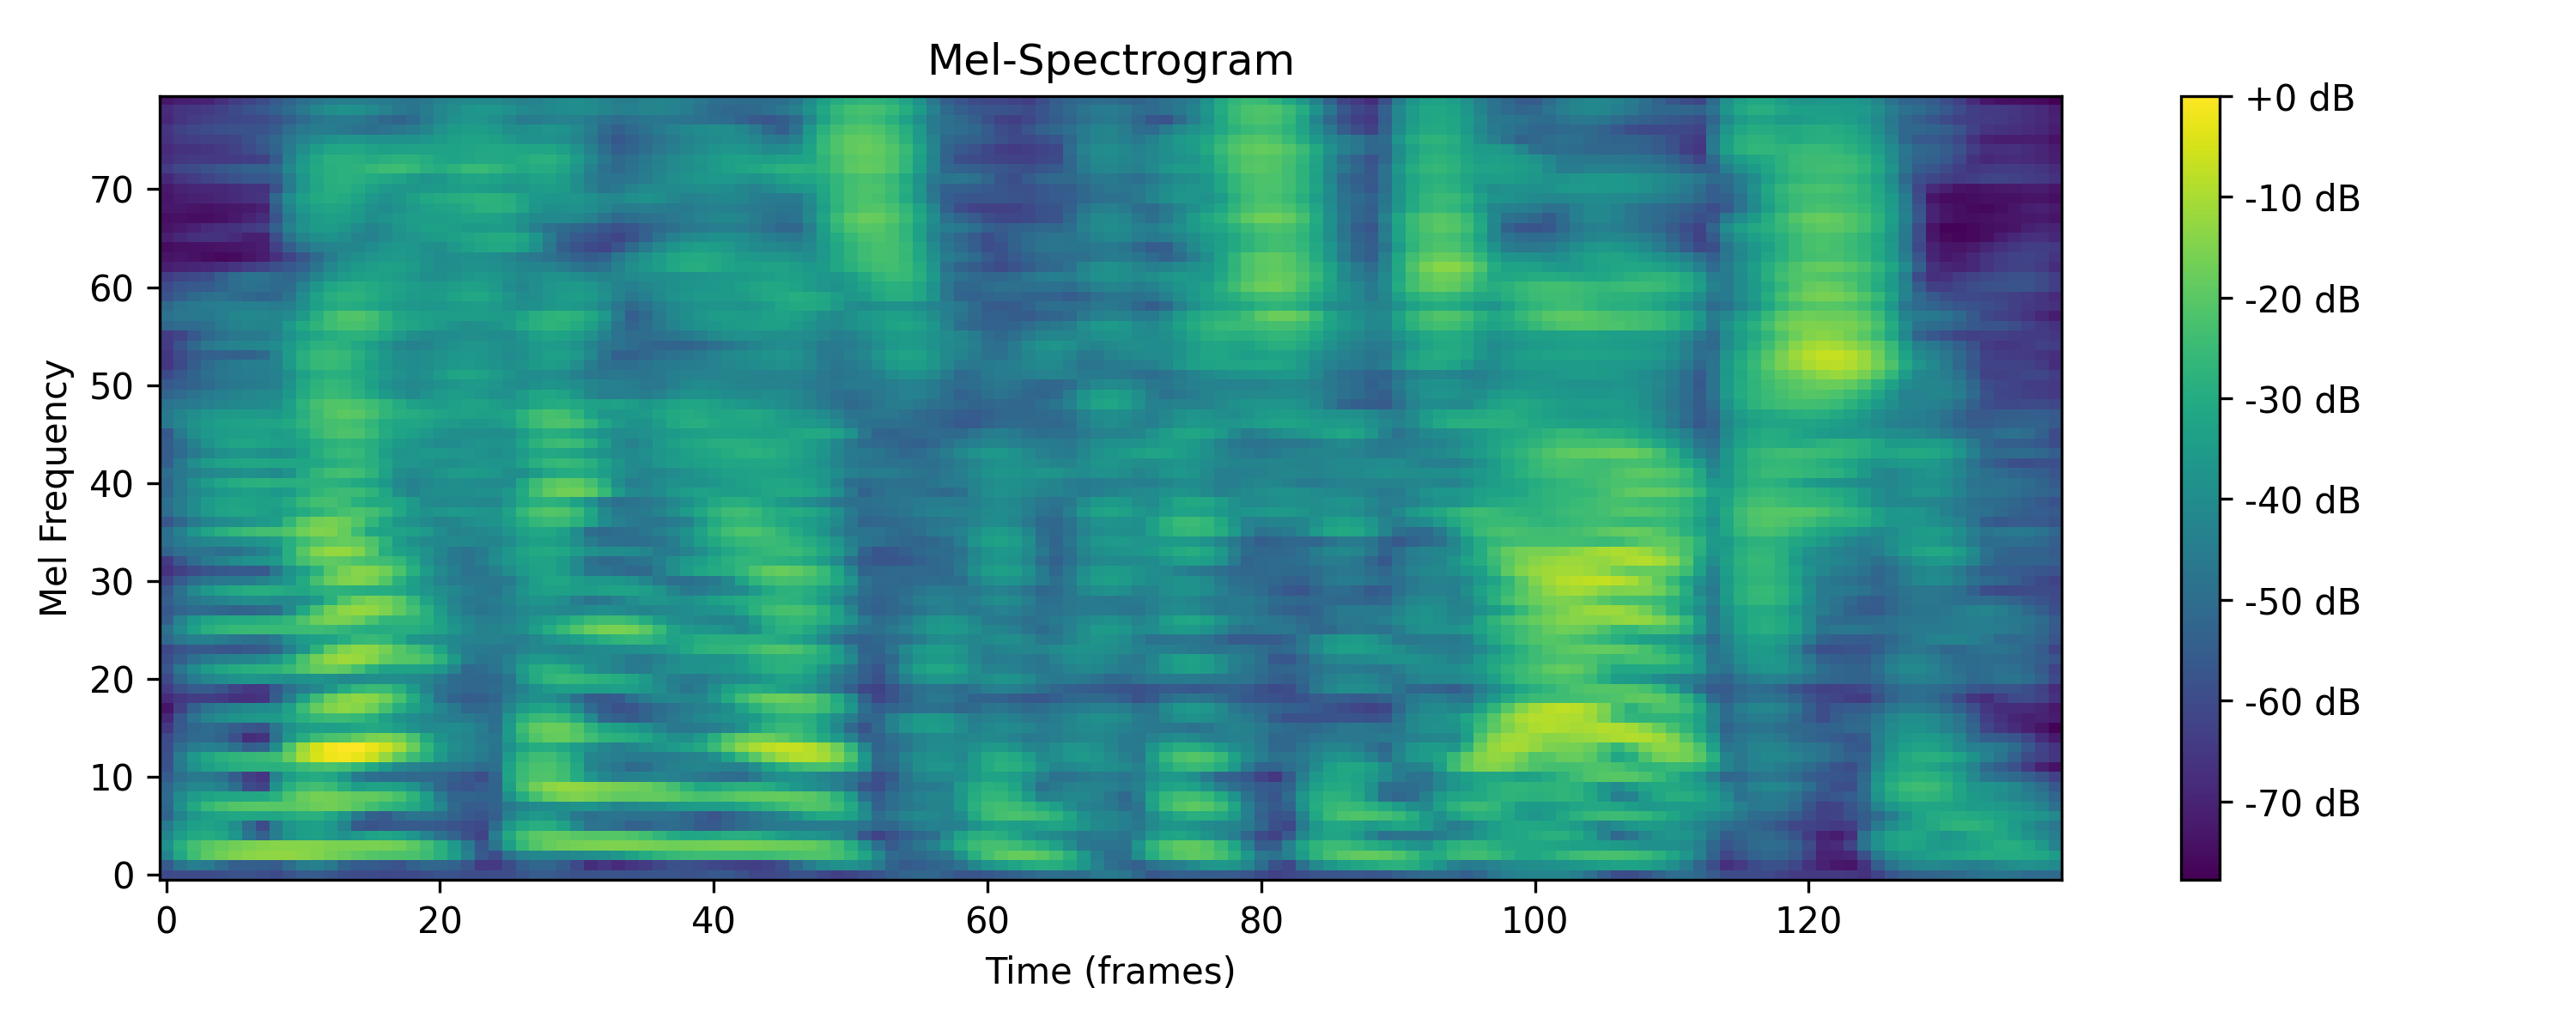 Mel-Spectrogram
+0 dB
-10 dB
-20 dB
-30 dB
-40 dB
-50 dB
-60 dB
-70 dB
Mel Frequency
70
60
50
40
30
20
10
0
0 20 40 60 80 100 120
Time (frames)